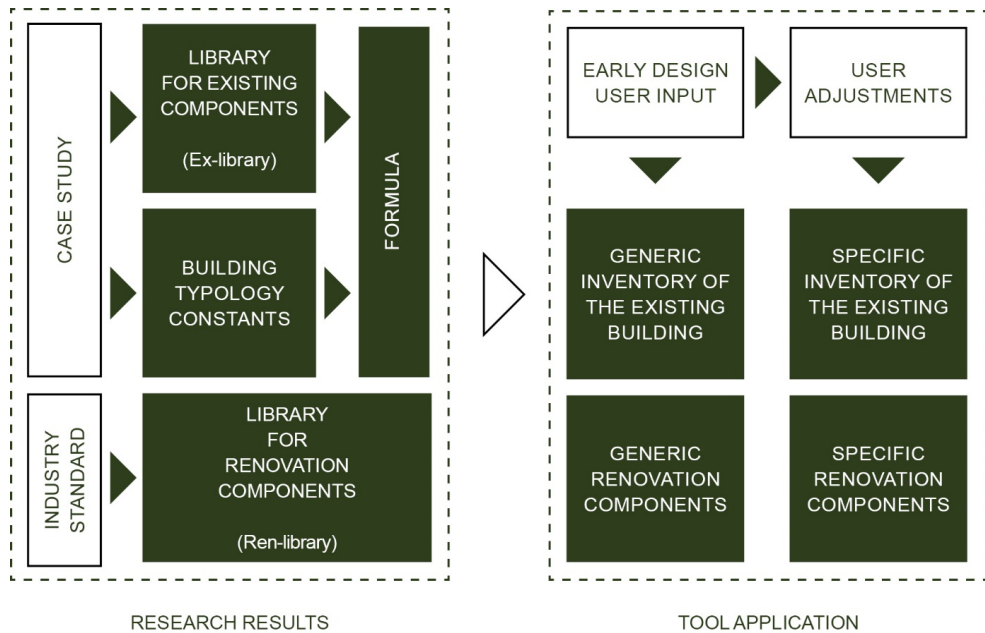 CASE STUDY
LIBRARY
FOR EXISTING
COMPONENTS
(Ex-library)
BUILDING
TYPOLOGY
CONSTANTS
FORMULA
INDUSTRY
STANDARD
LIBRARY
FOR
RENOVATION
COMPONENTS
(Ren-library)
RESEARCH RESULTS
EARLY DESIGN
USER INPUT
USER
ADJUSTMENTS
GENERIC
INVENTORY OF
THE EXISTING
BUILDING
SPECIFIC
INVENTORY OF
THE EXISTING
BUILDING
GENERIC
RENOVATION
COMPONENTS
SPECIFIC
RENOVATION
COMPONENTS
TOOL APPLICATION